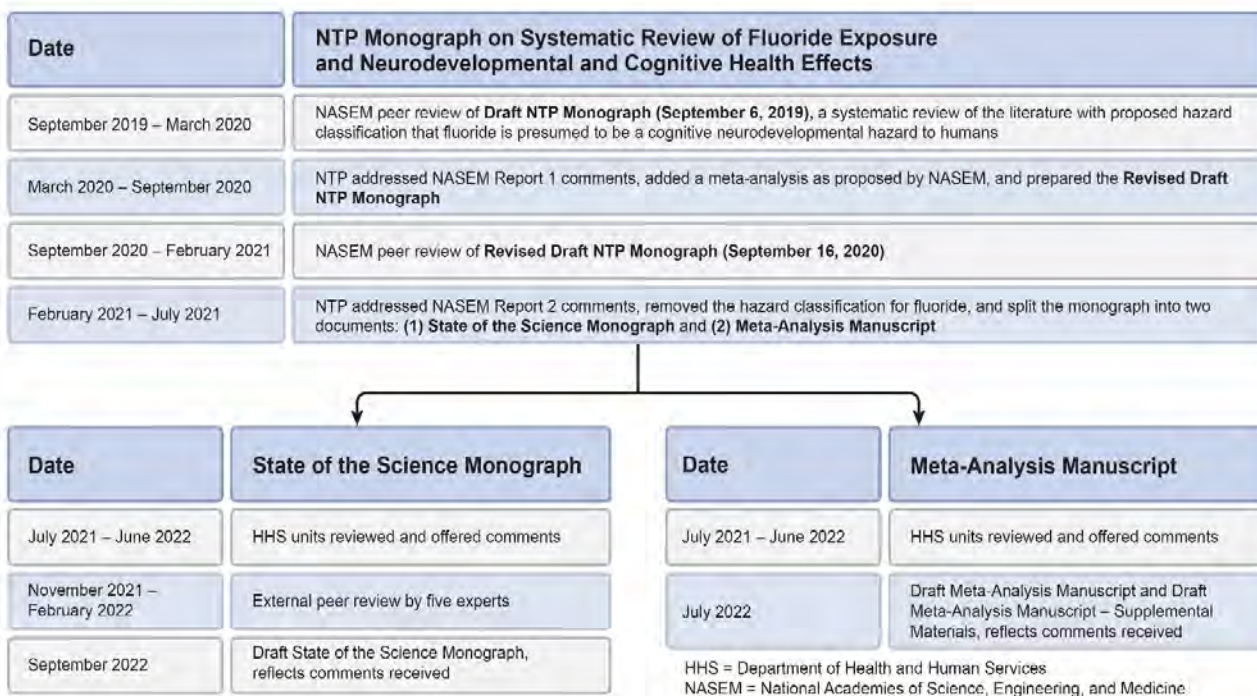 Date
NTP Monograph on Systematic Review of Fluoride Exposure
and Neurodevelopmental and Cognitive Health Effects
September 2019 – March 2020
NASEM peer review of Draft NTP Monograph (September 6, 2019), a systematic review of the literature with proposed hazard
classification that fluoride is presumed to be a cognitive neurodevelopmental hazard to humans
March 2020 – September 2020
NTP addressed NASEM Report 1 comments, added a meta-analysis as proposed by NASEM, and prepared the Revised Draft
NTP Monograph
September 2020 – February 2021
NASEM peer review of Revised Draft NTP Monograph (September 16, 2020)
February 2021 – July 2021
NTP addressed NASEM Report 2 comments, removed the hazard classification for fluoride, and split the monograph into two
documents: (1) State of the Science Monograph and (2) Meta-Analysis Manuscript
Date
State of the Science Monograph
July 2021 – June 2022
HHS units reviewed and offered comments
November 2021 –
February 2022
External peer review by five experts
September 2022
Draft State of the Science Monograph,
reflects comments received
Date
Meta-Analysis Manuscript
July 2021 – June 2022
HHS units reviewed and offered comments
July 2022
Draft Meta-Analysis Manuscript and Draft
Meta-Analysis Manuscript – Supplemental
Materials, reflects comments received
HHS = Department of Health and Human Services
NASEM = National Academies of Science, Engineering, and Medicine